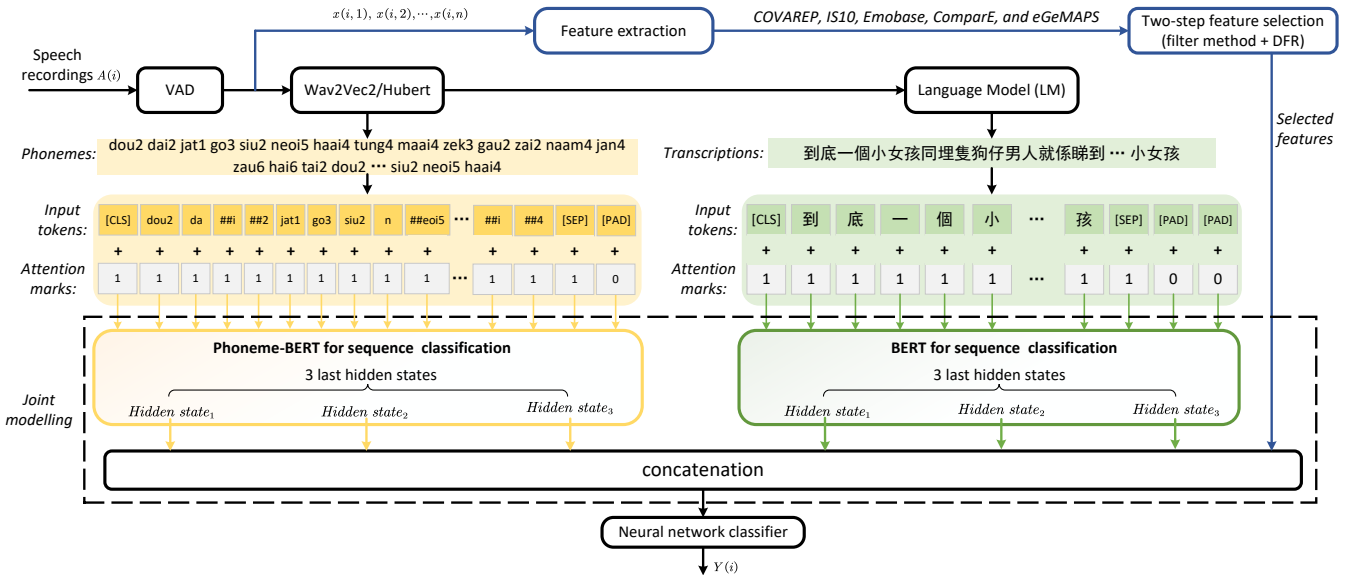 x(i,1), x(i,2),⋯,x(i,n)
COVAREP, IS10, Emobase, ComparE, and eGeMAPS
Feature extraction
Two-step feature selection
(filter method + DFR)
Speech
recordings A(i)
VAD
Wav2Vec2/Hubert
Language Model (LM)
Selected
features
Phonemes:
dou2 dai2 jat1 go3 siu2 neoi5 haai4 tung4 maai4 zek3 gau2 zai2 naam4 jan4
zau6 hai6 tai2 dou2 ⋯ siu2 neoi5 haai4
Transcriptions:
到底一個小女孩同埋隻狗仔男人就係睇到 ⋯ 小女孩
Input
tokens:
[CLS] dou2 da ##i ##2 jat1 go3 siu2 n ##eoi5 ⋯ ##i ##4 [SEP] [PAD]
+ + + + + + + + + + + + + +
Attention
marks:
1 1 1 1 1 1 1 1 1 1 ⋯ 1 1 1 0
Input
tokens:
[CLS] 到 底 一 個 小 ⋯ 孩 [SEP] [PAD] [PAD]
+ + + + + + + + + +
Attention
marks:
1 1 1 1 1 1 ⋯ 1 1 0 0
Joint
modelling
Phoneme-BERT for sequence classification
3 last hidden states
Hidden state₁ Hidden state₂ Hidden state₃
BERT for sequence classification
3 last hidden states
Hidden state₁ Hidden state₂ Hidden state₃
concatenation
Neural network classifier
Y(i)